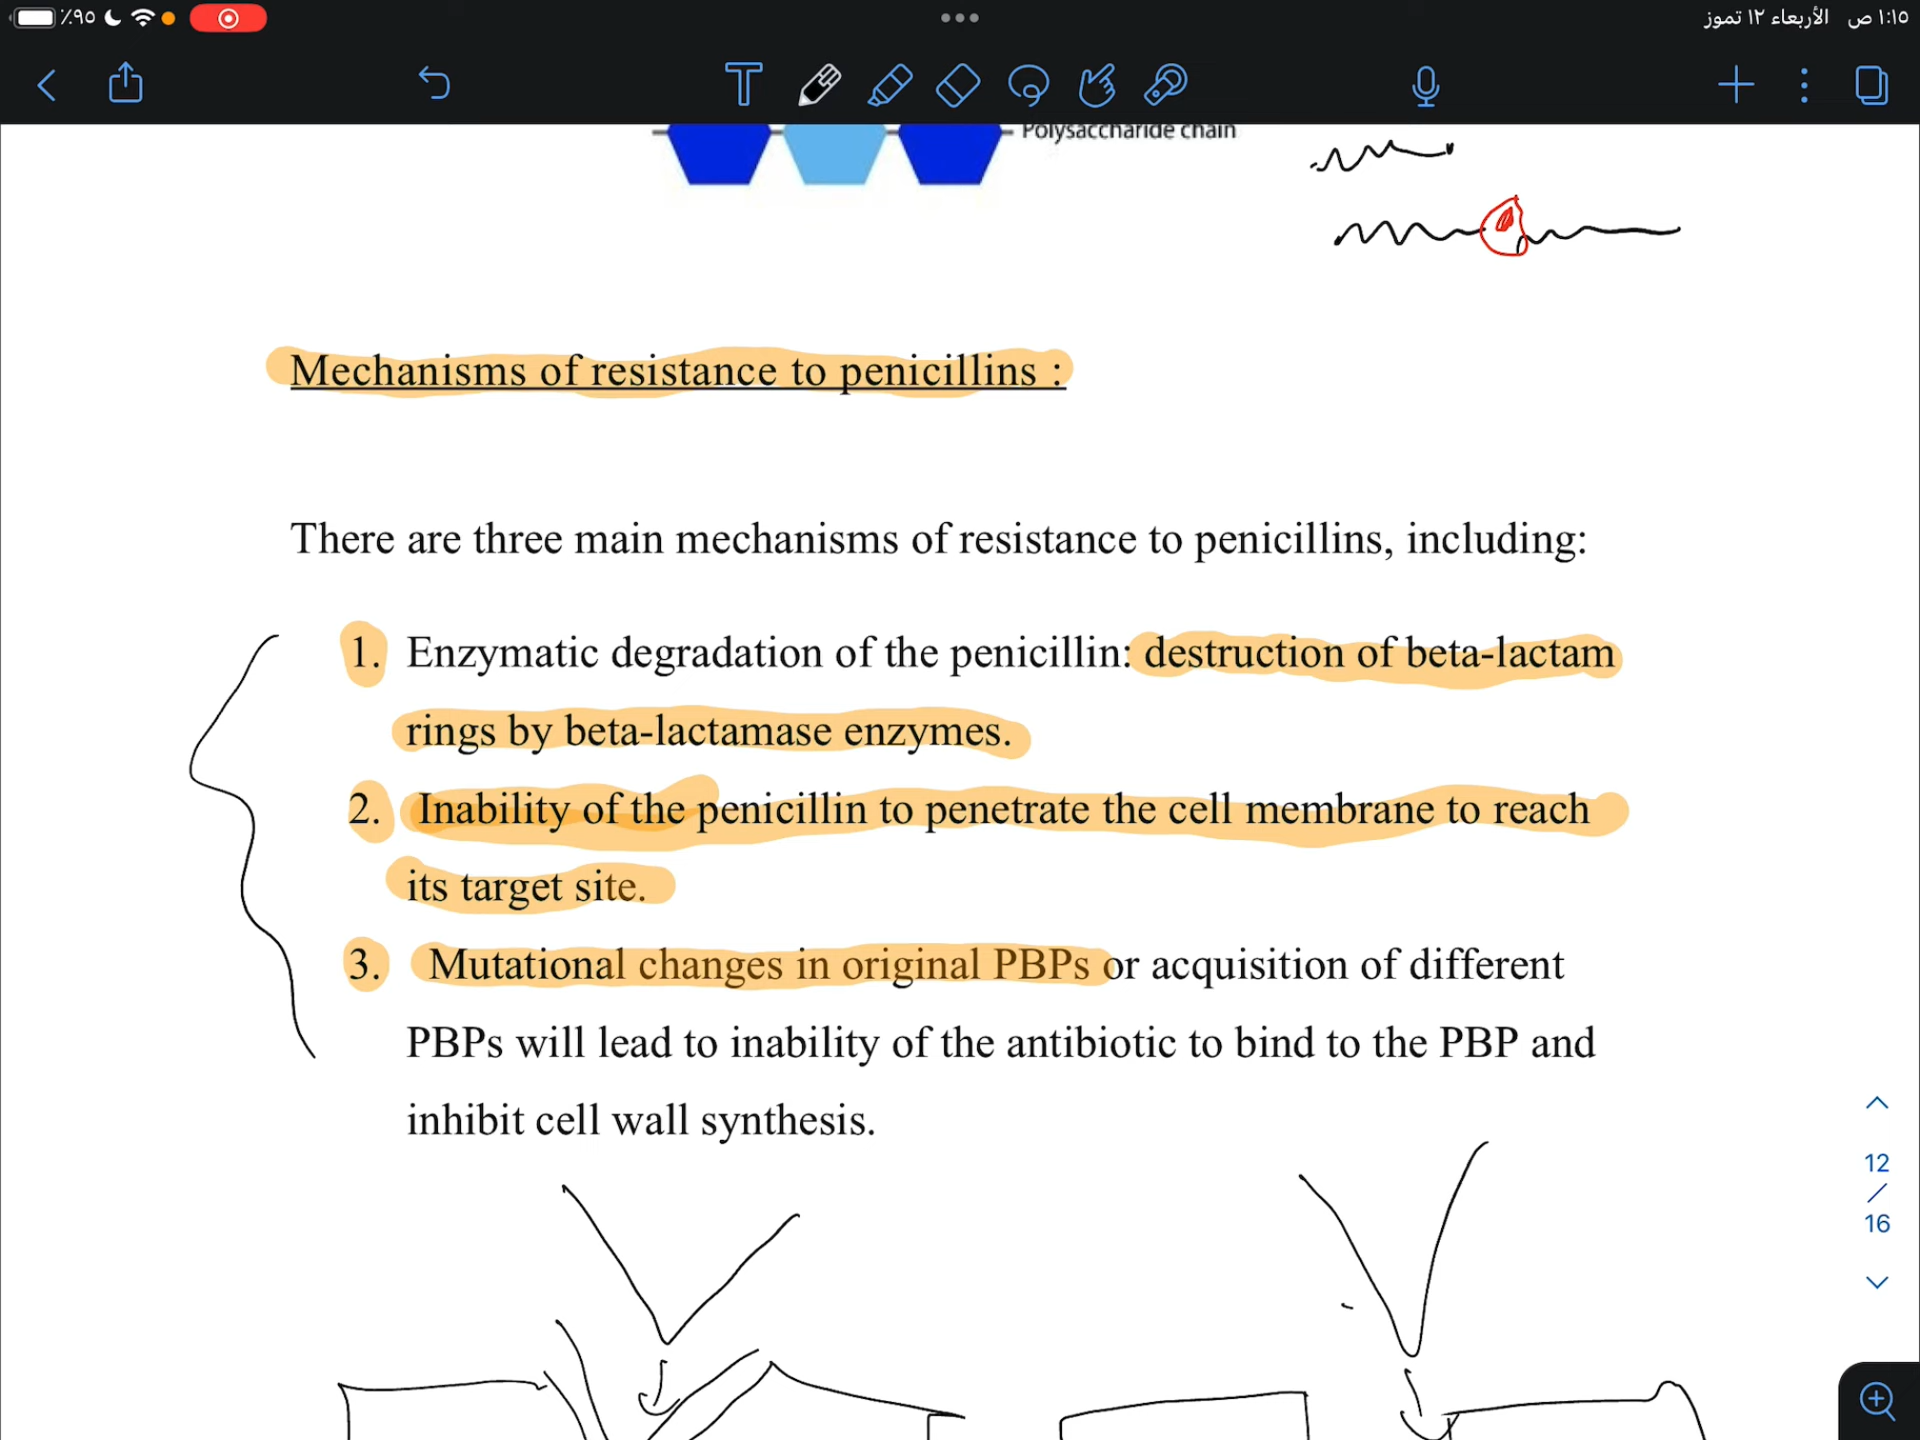 ٪٩٠
١:١٥ ص الأربعاء ١٢ تموز
T
Polysaccharide chain
Mechanisms of resistance to penicillins :
There are three main mechanisms of resistance to penicillins, including:
1. Enzymatic degradation of the penicillin: destruction of beta-lactam
rings by beta-lactamase enzymes.
2. Inability of the penicillin to penetrate the cell membrane to reach
its target site.
3. Mutational changes in original PBPs or acquisition of different
PBPs will lead to inability of the antibiotic to bind to the PBP and
inhibit cell wall synthesis.
12
/
16